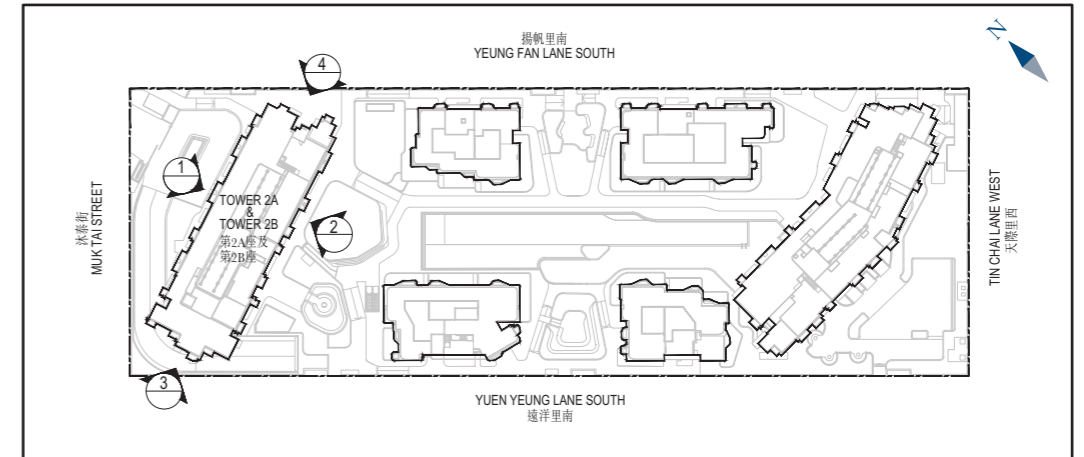 揚帆里南
YEUNG FAN LANE SOUTH
N
4
1
TOWER 2A
&
TOWER 2B
第2A座及
第2B座
2
沐泰街
MUK TAI STREET
TIN CHAI LANE WEST
天際里西
3
YUEN YEUNG LANE SOUTH
遠洋里南